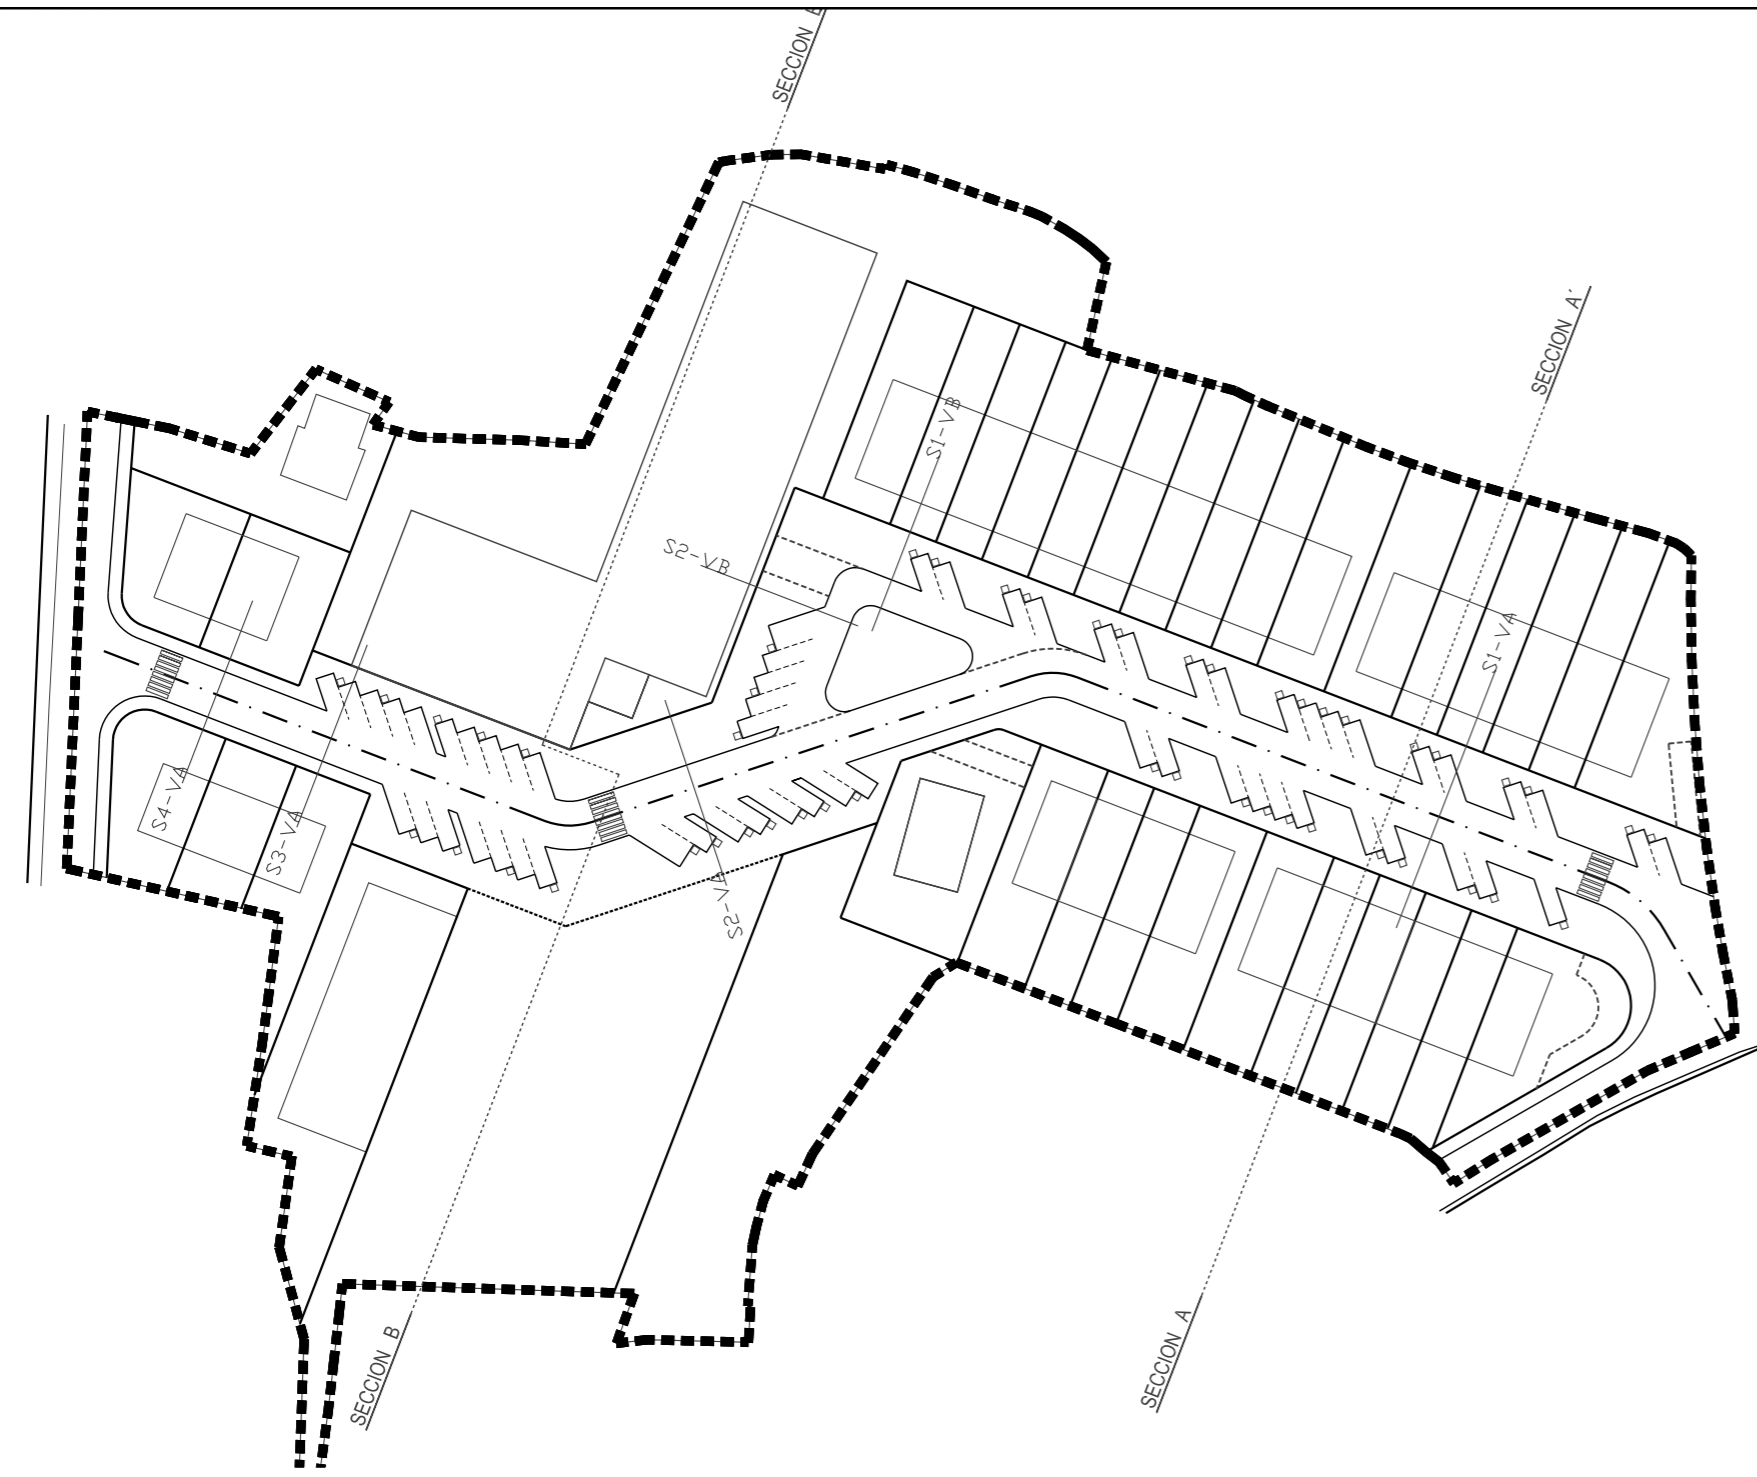 SECCION B
SECCION A´
S1-VB
S2-VB
S1-VA
S4-VA
S3-VA
S2-VA
SECCION B
SECCION A